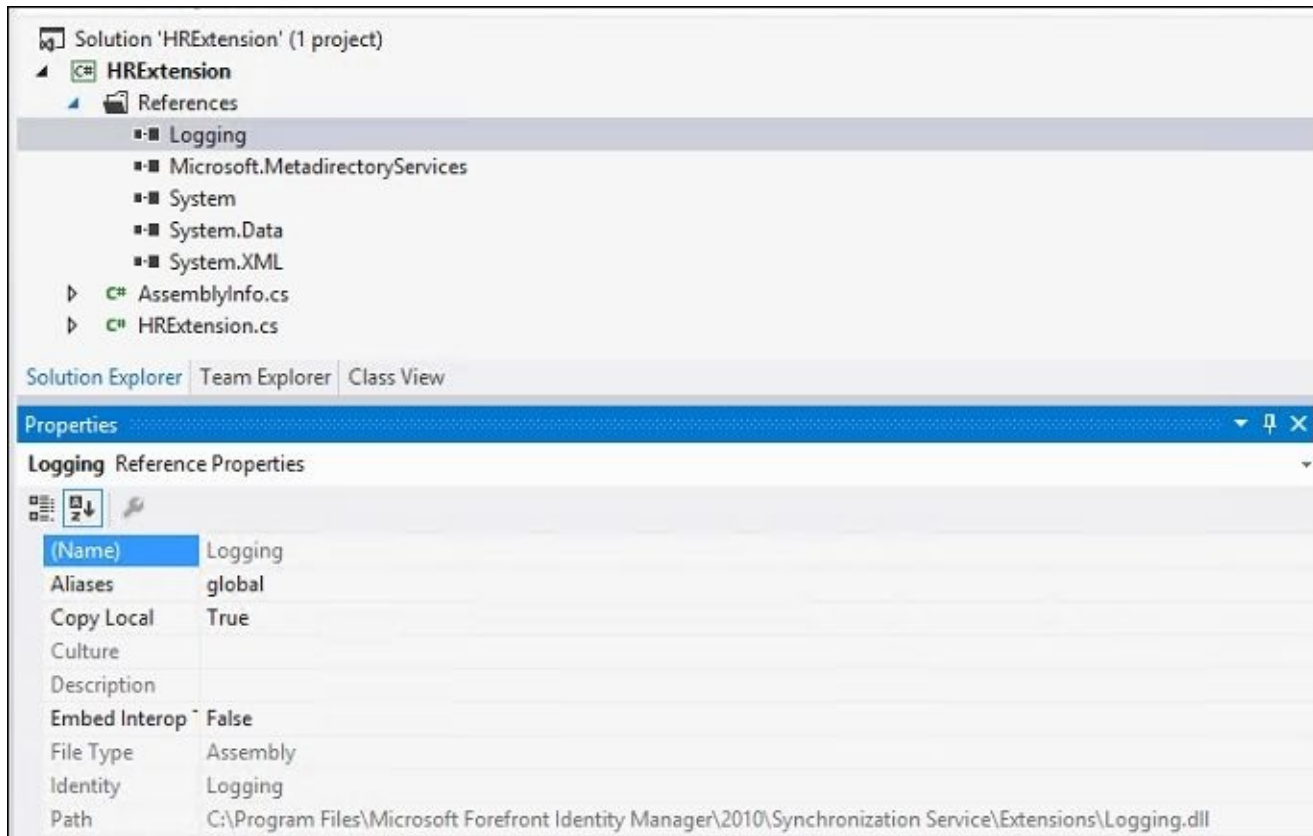 Solution 'HRExtension' (1 project)
C# HRExtension
References
Logging
Microsoft.MetadirectoryServices
System
System.Data
System.XML
C# AssemblyInfo.cs
C# HRExtension.cs
Solution Explorer Team Explorer Class View
Properties
Logging Reference Properties
(Name) Logging
Aliases global
Copy Local True
Culture
Description
Embed Interop False
File Type Assembly
Identity Logging
Path C:\Program Files\Microsoft Forefront Identity Manager\2010\Synchronization Service\Extensions\Logging.dll